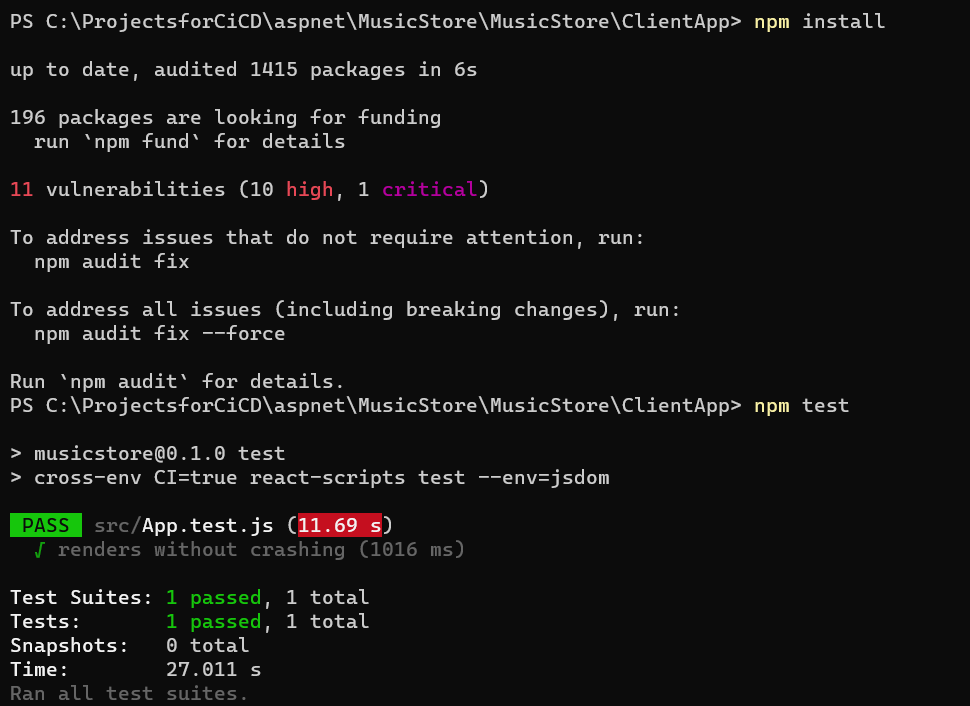 PS C:\ProjectsforCiCD\aspnet\MusicStore\MusicStore\ClientApp> npm install
up to date, audited 1415 packages in 6s
196 packages are looking for funding
run `npm fund` for details
11 vulnerabilities (10 high, 1 critical)
To address issues that do not require attention, run:
npm audit fix
To address all issues (including breaking changes), run:
npm audit fix --force
Run `npm audit` for details.
PS C:\ProjectsforCiCD\aspnet\MusicStore\MusicStore\ClientApp> npm test
> musicstore@0.1.0 test
> cross-env CI=true react-scripts test --env=jsdom
PASS src/App.test.js (11.69 s)
√ renders without crashing (1016 ms)
Test Suites: 1 passed, 1 total
Tests: 1 passed, 1 total
Snapshots: 0 total
Time: 27.011 s
Ran all test suites.